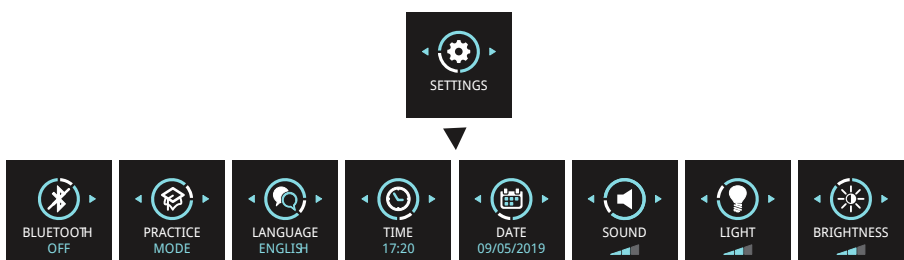 SETTINGS
BLUETOOTH
OFF
PRACTICE
MODE
LANGUAGE
ENGLISH
TIME
17:20
DATE
09/05/2019
SOUND
LIGHT
BRIGHTNESS